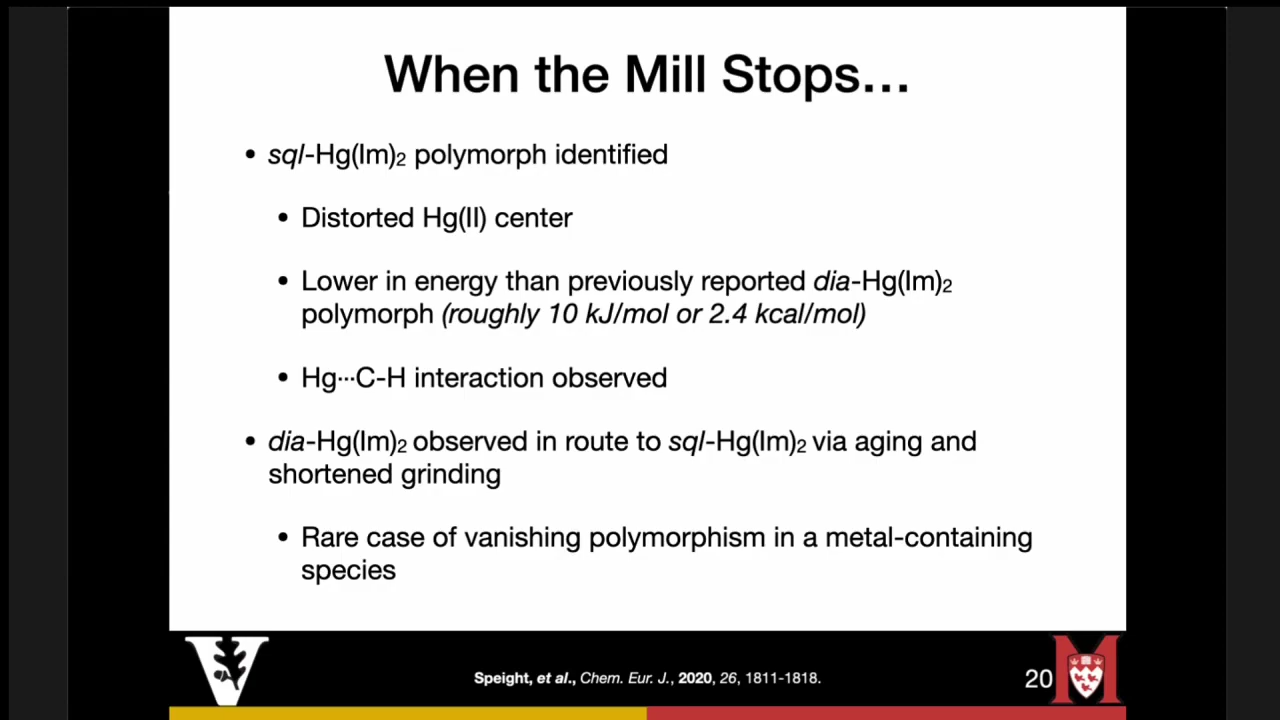 When the Mill Stops…
• sql-Hg(Im)₂ polymorph identified
• Distorted Hg(II) center
• Lower in energy than previously reported dia-Hg(Im)₂
polymorph (roughly 10 kJ/mol or 2.4 kcal/mol)
• Hg···C-H interaction observed
• dia-Hg(Im)₂ observed in route to sql-Hg(Im)₂ via aging and
shortened grinding
• Rare case of vanishing polymorphism in a metal-containing
species
V
Speight, et al., Chem. Eur. J., 2020, 26, 1811-1818.
20
M